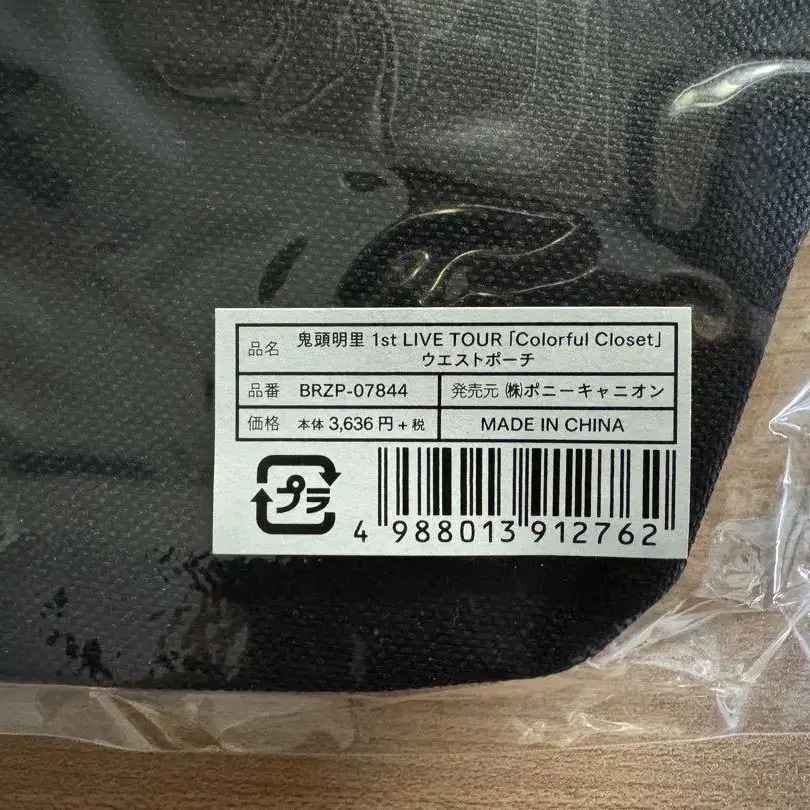 品名 鬼頭明里 1st LIVE TOUR「Colorful Closet」
ウエストポーチ
品番 BRZP-07844 発売元 ㈱ポニーキャニオン
価格 本体 3,636 円+税 MADE IN CHINA
プラ
4 988013 912762